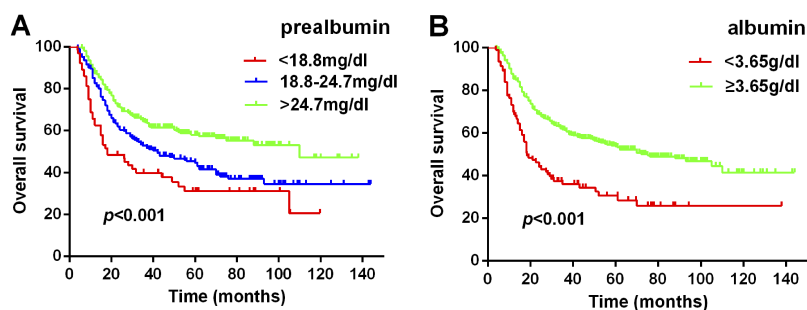 A
prealbumin
<18.8mg/dl
18.8-24.7mg/dl
>24.7mg/dl
Overall survival
100
80
60
40
20
0
p<0.001
0 20 40 60 80 100 120 140
Time (months)
B
albumin
<3.65g/dl
≥3.65g/dl
Overall survival
100
80
60
40
20
0
p<0.001
0 20 40 60 80 100 120 140
Time (months)